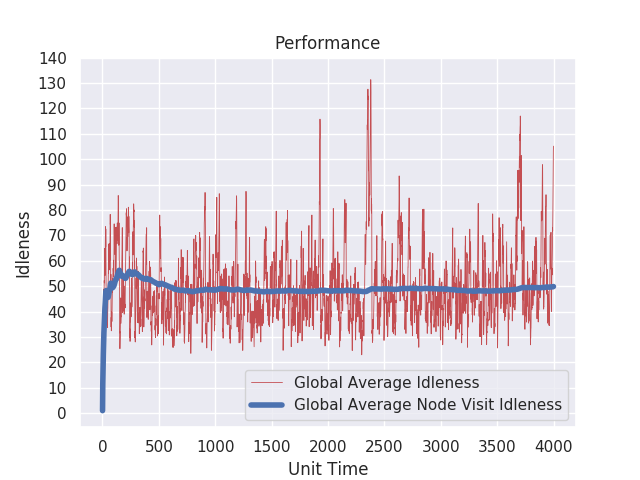 Performance
140
130
120
110
100
90
80
70
60
50
40
30
20
10
0
Idleness
Global Average Idleness
Global Average Node Visit Idleness
0 500 1000 1500 2000 2500 3000 3500 4000
Unit Time